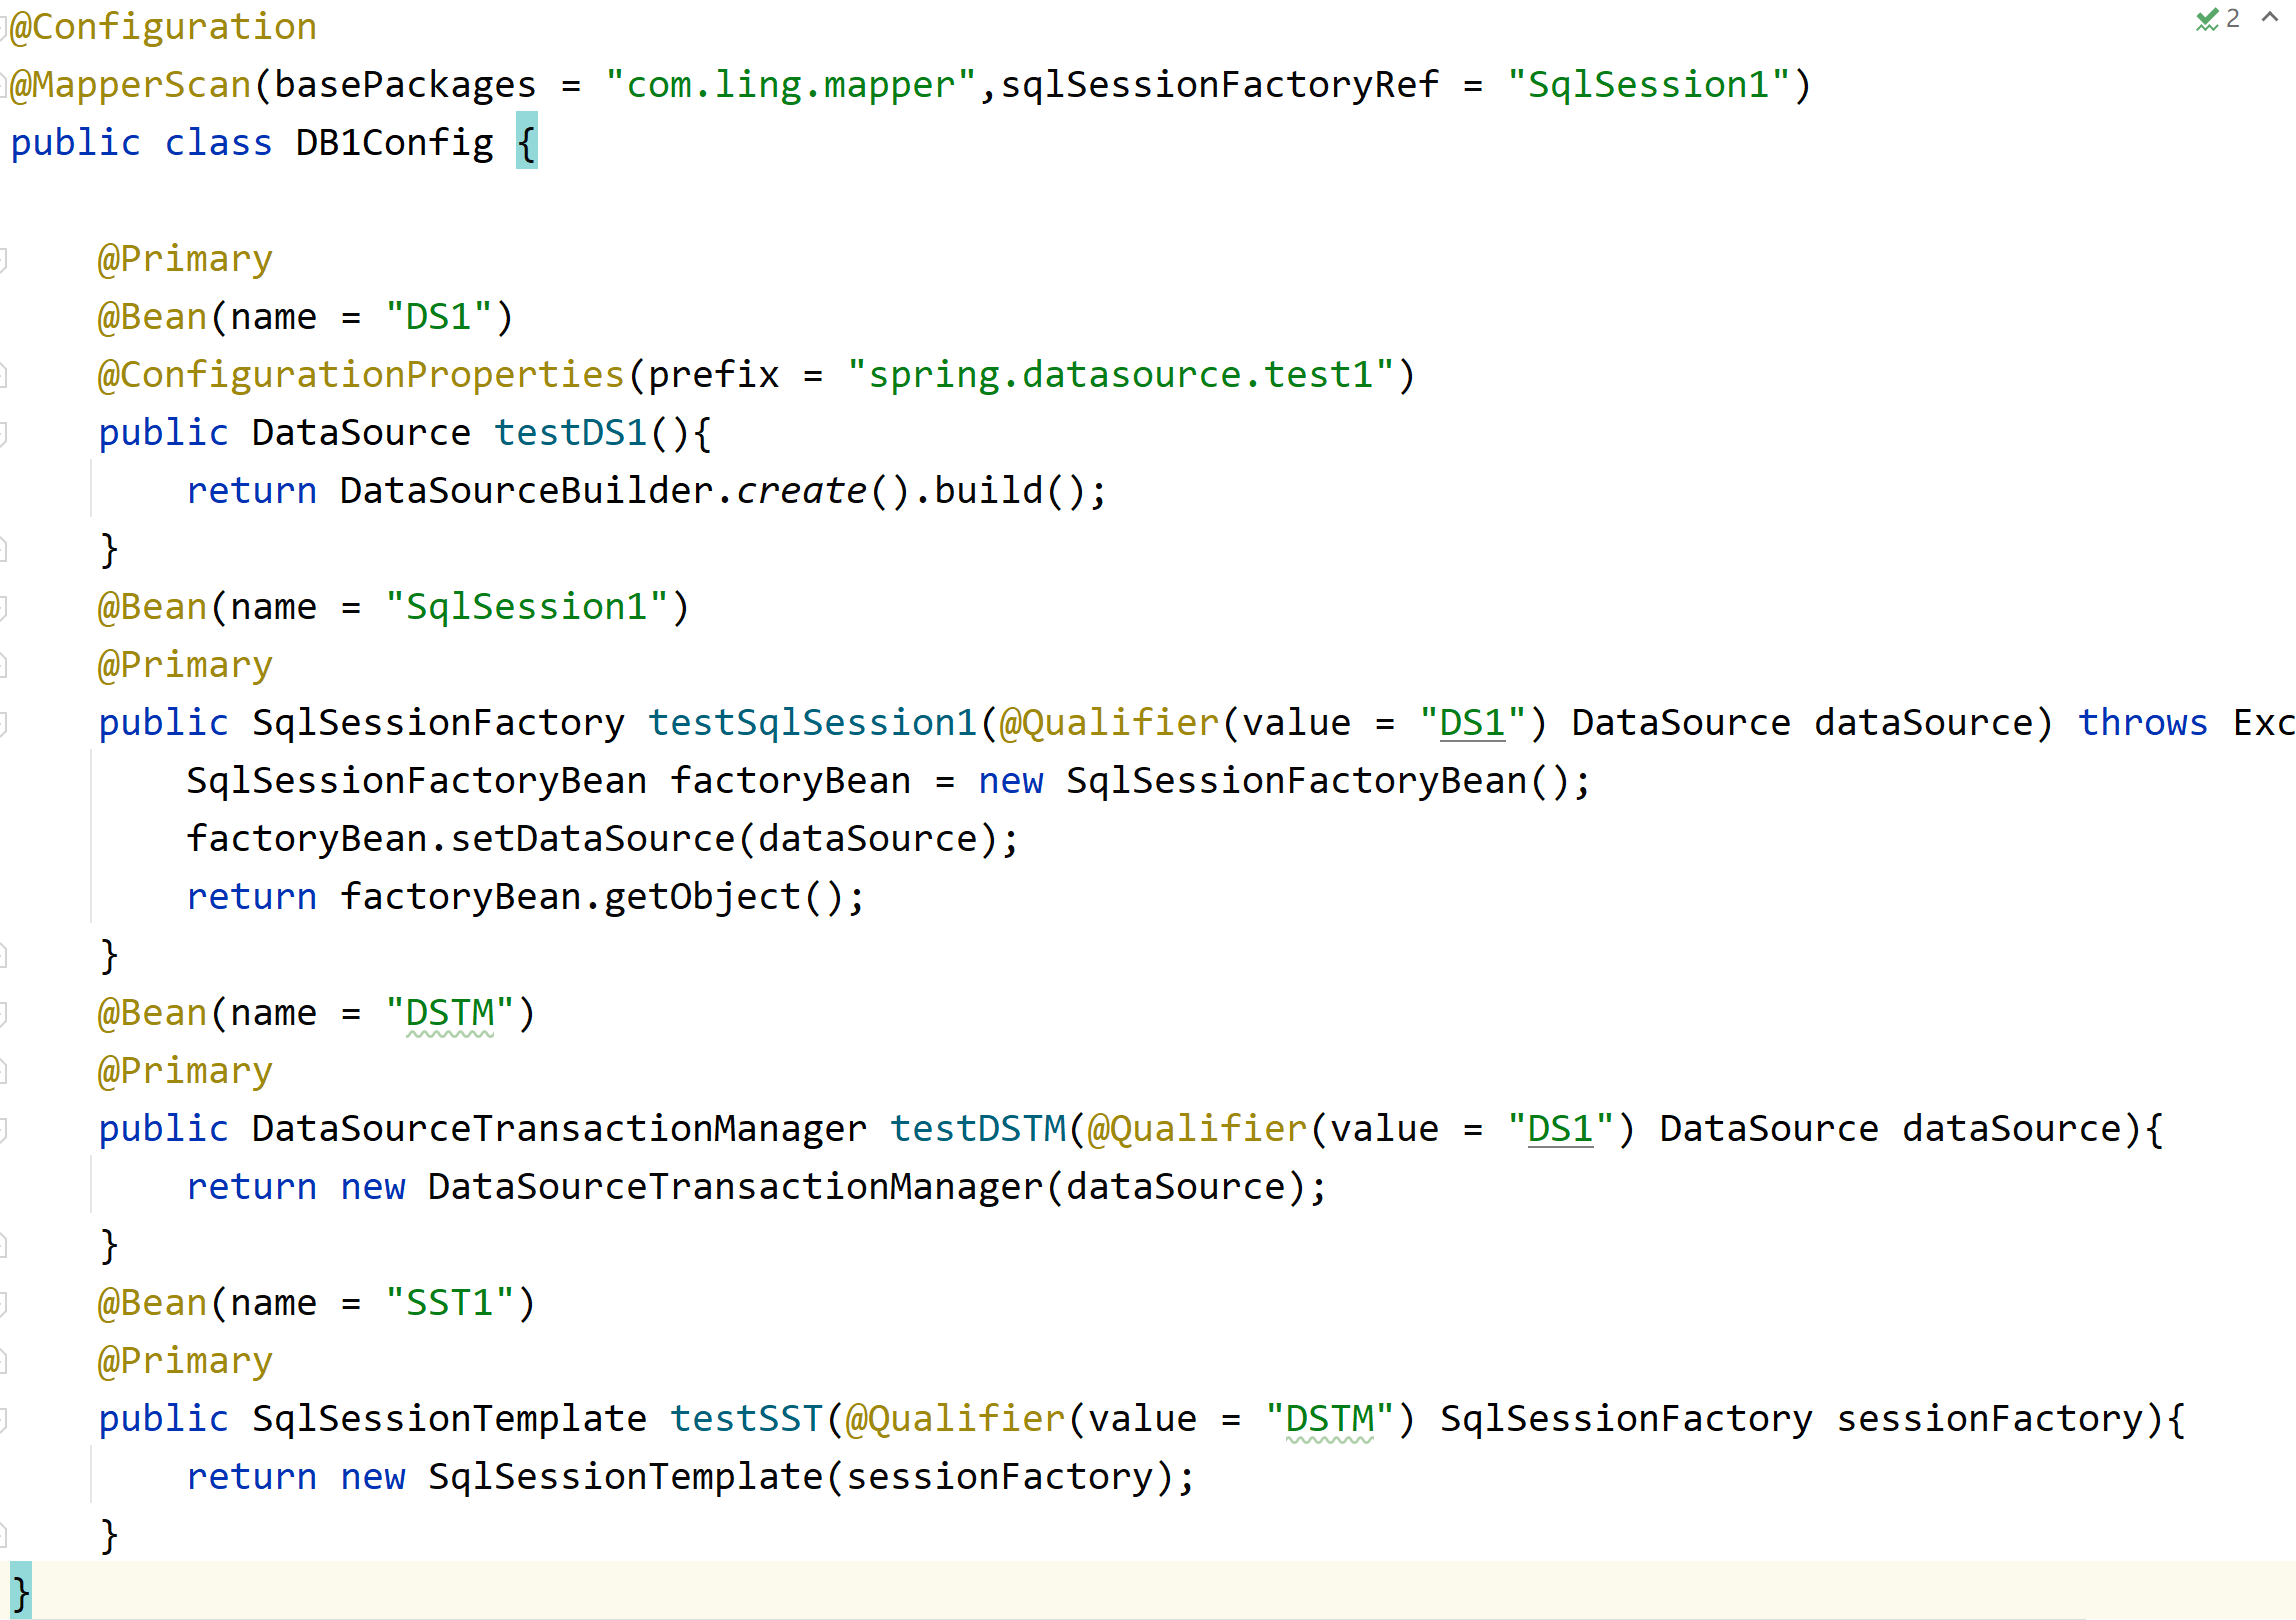 @Configuration
2
@MapperScan(basePackages = "com.ling.mapper",sqlSessionFactoryRef = "SqlSession1")
public class DB1Config {
@Primary
@Bean(name = "DS1")
@ConfigurationProperties(prefix = "spring.datasource.test1")
public DataSource testDS1(){
return DataSourceBuilder.create().build();
}
@Bean(name = "SqlSession1")
@Primary
public SqlSessionFactory testSqlSession1(@Qualifier(value = "DS1") DataSource dataSource) throws Exc
SqlSessionFactoryBean factoryBean = new SqlSessionFactoryBean();
factoryBean.setDataSource(dataSource);
return factoryBean.getObject();
}
@Bean(name = "DSTM")
@Primary
public DataSourceTransactionManager testDSTM(@Qualifier(value = "DS1") DataSource dataSource){
return new DataSourceTransactionManager(dataSource);
}
@Bean(name = "SST1")
@Primary
public SqlSessionTemplate testSST(@Qualifier(value = "DSTM") SqlSessionFactory sessionFactory){
return new SqlSessionTemplate(sessionFactory);
}
}